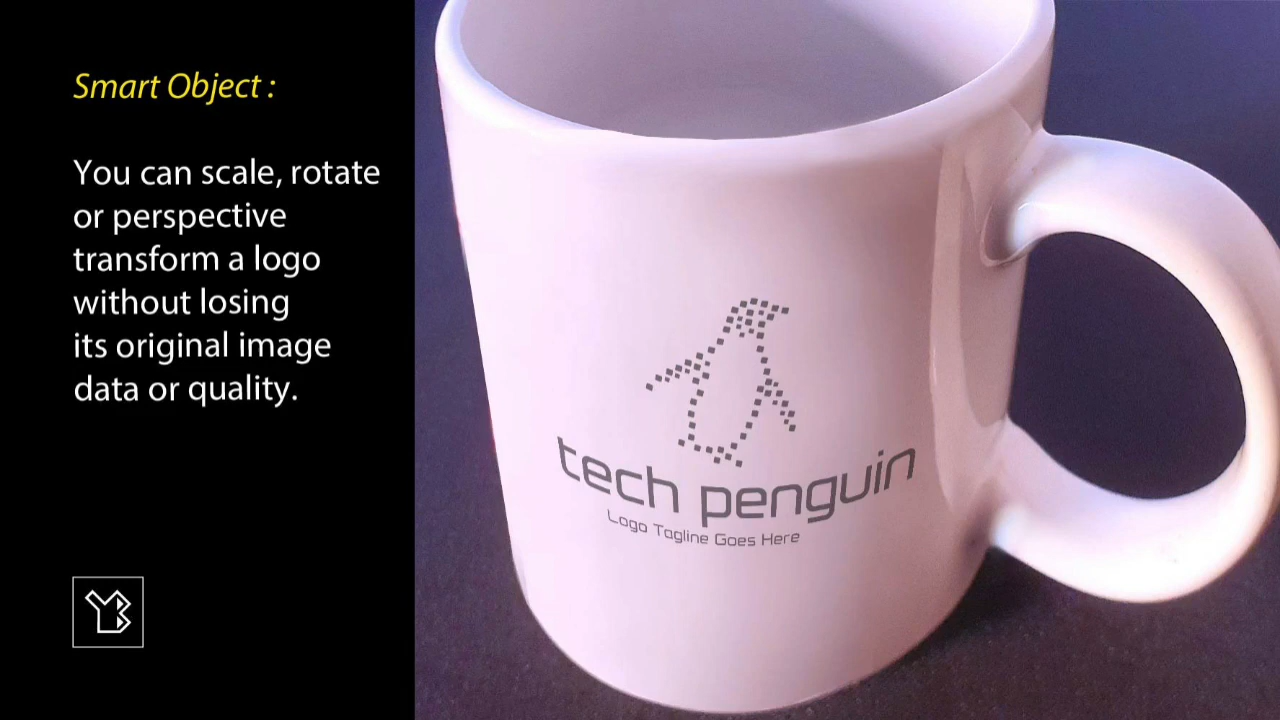 Smart Object :
You can scale, rotate
or perspective
transform a logo
without losing
its original image
data or quality.
tech penguin
Logo Tagline Goes Here